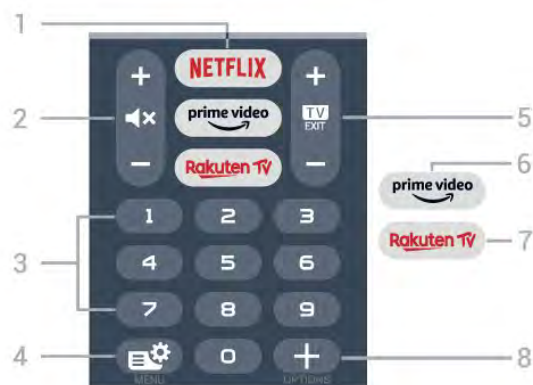 1
NETFLIX
+ +
2 prime video TV 5
EXIT
- - 6
Rakuten TV prime video
1 2 3 Rakuten TV 7
3 4 5 6
7 8 9
4 0 + 8
MENU OPTIONS